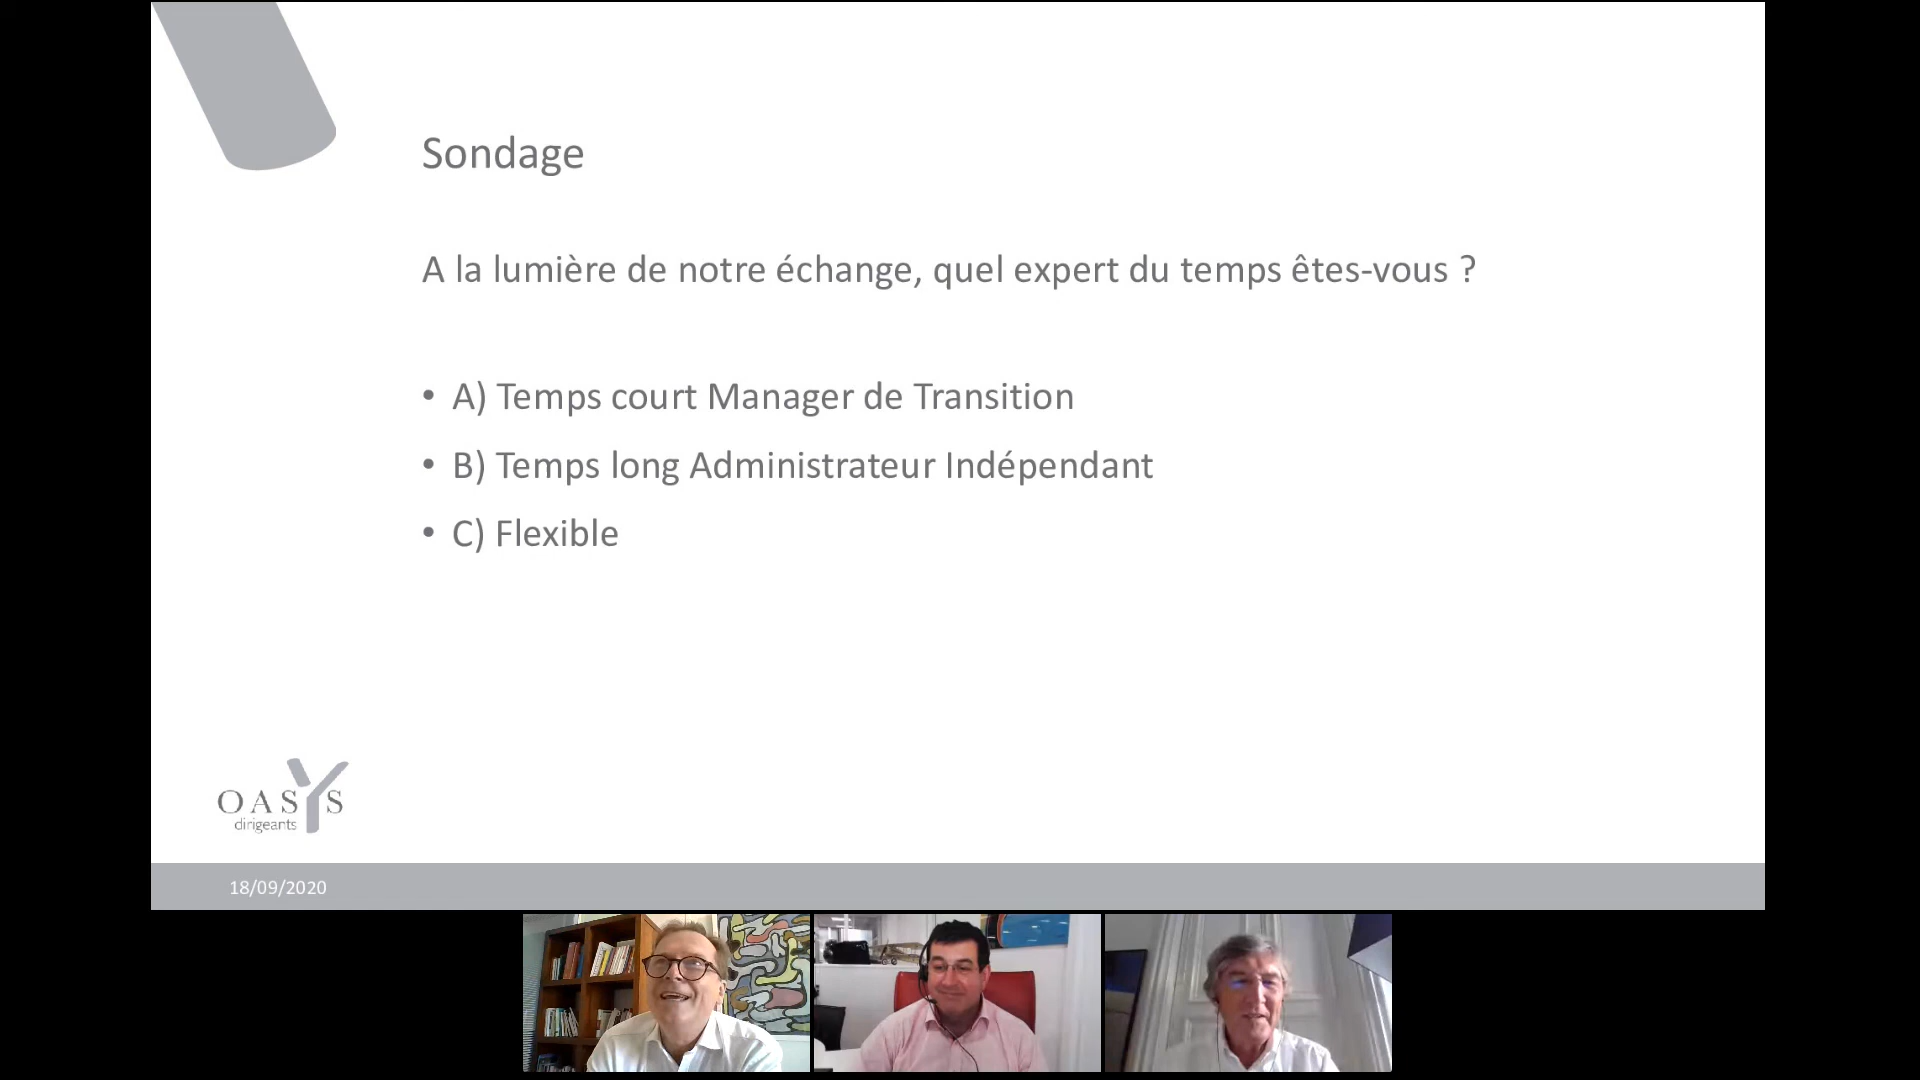 Sondage
A la lumière de notre échange, quel expert du temps êtes-vous ?
• A) Temps court Manager de Transition
• B) Temps long Administrateur Indépendant
• C) Flexible
OASYS
dirigeants
18/09/2020